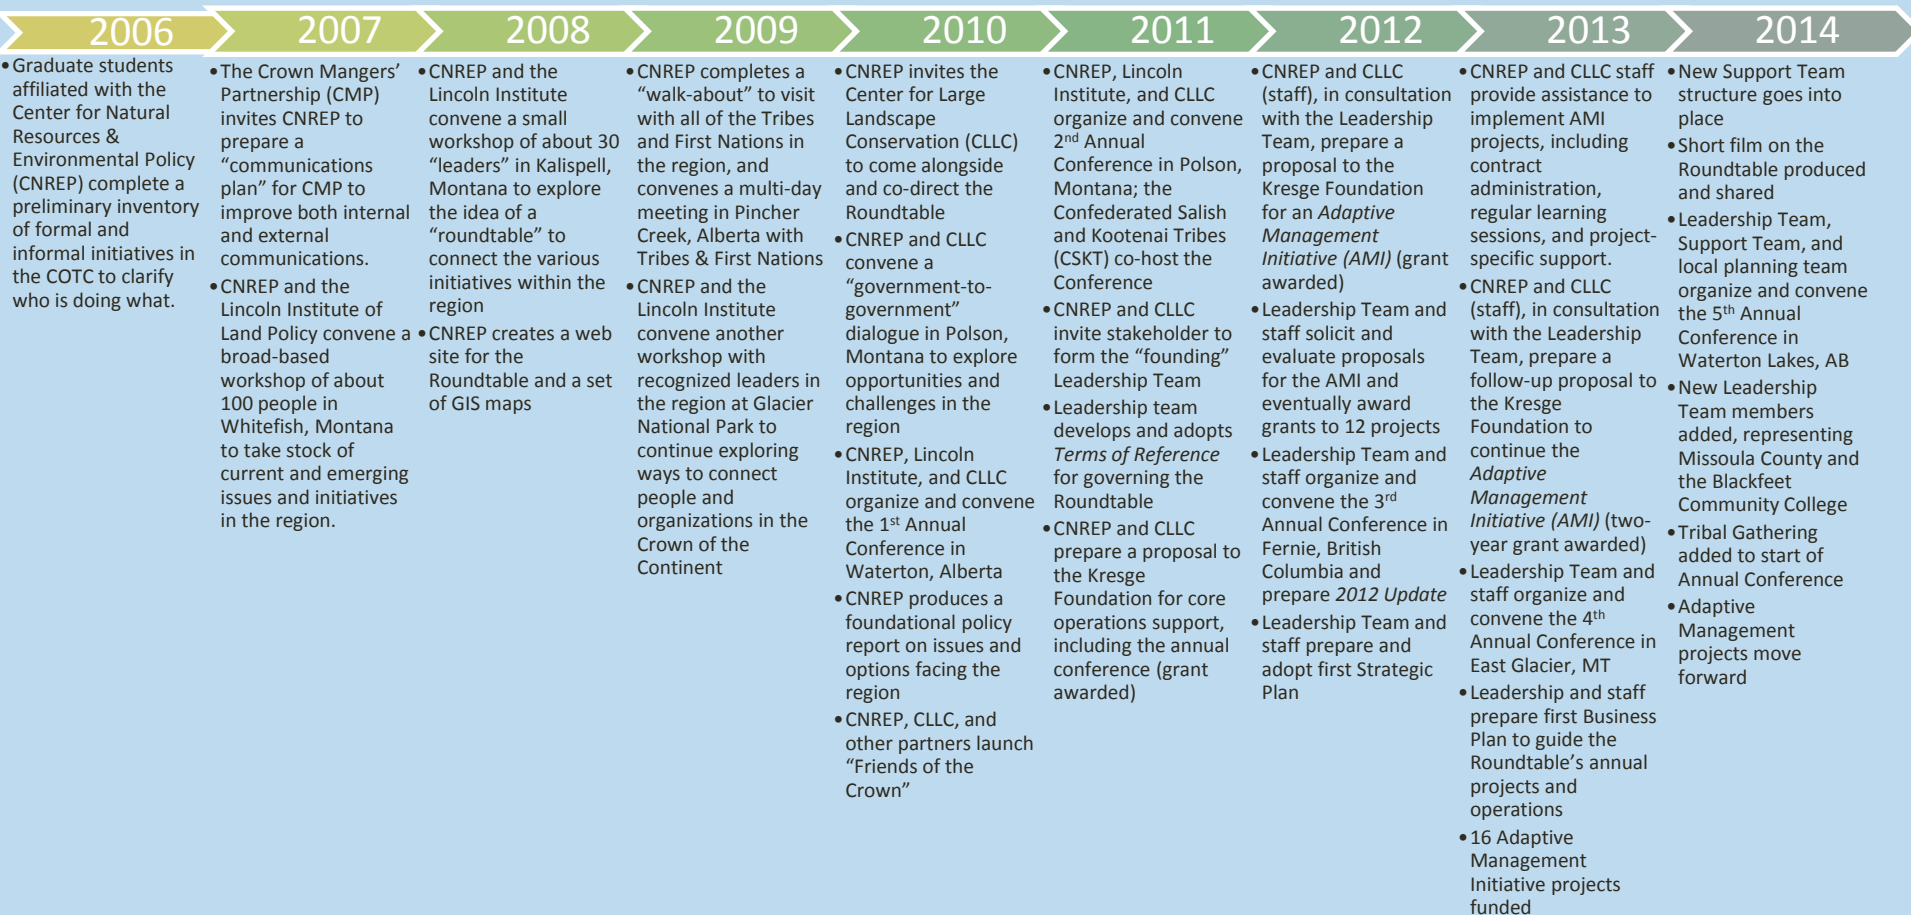 2006
2007
2008
2009
2010
2011
2012
2013
2014
•Graduate students
affiliated with the
Center for Natural
Resources &
Environmental Policy
(CNREP) complete a
preliminary inventory
of formal and
informal initiatives in
the COTC to clarify
who is doing what.
•The Crown Mangers’
Partnership (CMP)
invites CNREP to
prepare a
“communications
plan” for CMP to
improve both internal
and external
communications.
•CNREP and the
Lincoln Institute of
Land Policy convene a
broad-based
workshop of about
100 people in
Whitefish, Montana
to take stock of
current and emerging
issues and initiatives
in the region.
•CNREP and the
Lincoln Institute
convene a small
workshop of about 30
“leaders” in Kalispell,
Montana to explore
the idea of a
“roundtable” to
connect the various
initiatives within the
region
•CNREP creates a web
site for the
Roundtable and a set
of GIS maps
•CNREP completes a
“walk-about” to visit
with all of the Tribes
and First Nations in
the region, and
convenes a multi-day
meeting in Pincher
Creek, Alberta with
Tribes & First Nations
•CNREP and the
Lincoln Institute
convene another
workshop with
recognized leaders in
the region at Glacier
National Park to
continue exploring
ways to connect
people and
organizations in the
Crown of the
Continent
•CNREP invites the
Center for Large
Landscape
Conservation (CLLC)
to come alongside
and co-direct the
Roundtable
•CNREP and CLLC
convene a
“government-to-
government”
dialogue in Polson,
Montana to explore
opportunities and
challenges in the
region
•CNREP, Lincoln
Institute, and CLLC
organize and convene
the 1st Annual
Conference in
Waterton, Alberta
•CNREP produces a
foundational policy
report on issues and
options facing the
region
•CNREP, CLLC, and
other partners launch
“Friends of the
Crown”
•CNREP, Lincoln
Institute, and CLLC
organize and convene
2nd Annual
Conference in Polson,
Montana; the
Confederated Salish
and Kootenai Tribes
(CSKT) co-host the
Conference
•CNREP and CLLC
invite stakeholder to
form the “founding”
Leadership Team
•Leadership team
develops and adopts
Terms of Reference
for governing the
Roundtable
•CNREP and CLLC
prepare a proposal to
the Kresge
Foundation for core
operations support,
including the annual
conference (grant
awarded)
•CNREP and CLLC
(staff), in consultation
with the Leadership
Team, prepare a
proposal to the
Kresge Foundation
for an Adaptive
Management
Initiative (AMI) (grant
awarded)
•Leadership Team and
staff solicit and
evaluate proposals
for the AMI and
eventually award
grants to 12 projects
•Leadership Team and
staff organize and
convene the 3rd
Annual Conference in
Fernie, British
Columbia and
prepare 2012 Update
•Leadership Team and
staff prepare and
adopt first Strategic
Plan
•CNREP and CLLC staff
provide assistance to
implement AMI
projects, including
contract
administration,
regular learning
sessions, and project-
specific support.
•CNREP and CLLC
(staff), in consultation
with the Leadership
Team, prepare a
follow-up proposal to
the Kresge
Foundation to
continue the
Adaptive
Management
Initiative (AMI) (two-
year grant awarded)
•Leadership Team and
staff organize and
convene the 4th
Annual Conference in
East Glacier, MT
•Leadership and staff
prepare first Business
Plan to guide the
Roundtable’s annual
projects and
operations
•16 Adaptive
Management
Initiative projects
funded
•New Support Team
structure goes into
place
•Short film on the
Roundtable produced
and shared
•Leadership Team,
Support Team, and
local planning team
organize and convene
the 5th Annual
Conference in
Waterton Lakes, AB
•New Leadership
Team members
added, representing
Missoula County and
the Blackfeet
Community College
•Tribal Gathering
added to start of
Annual Conference
•Adaptive
Management
projects move
forward